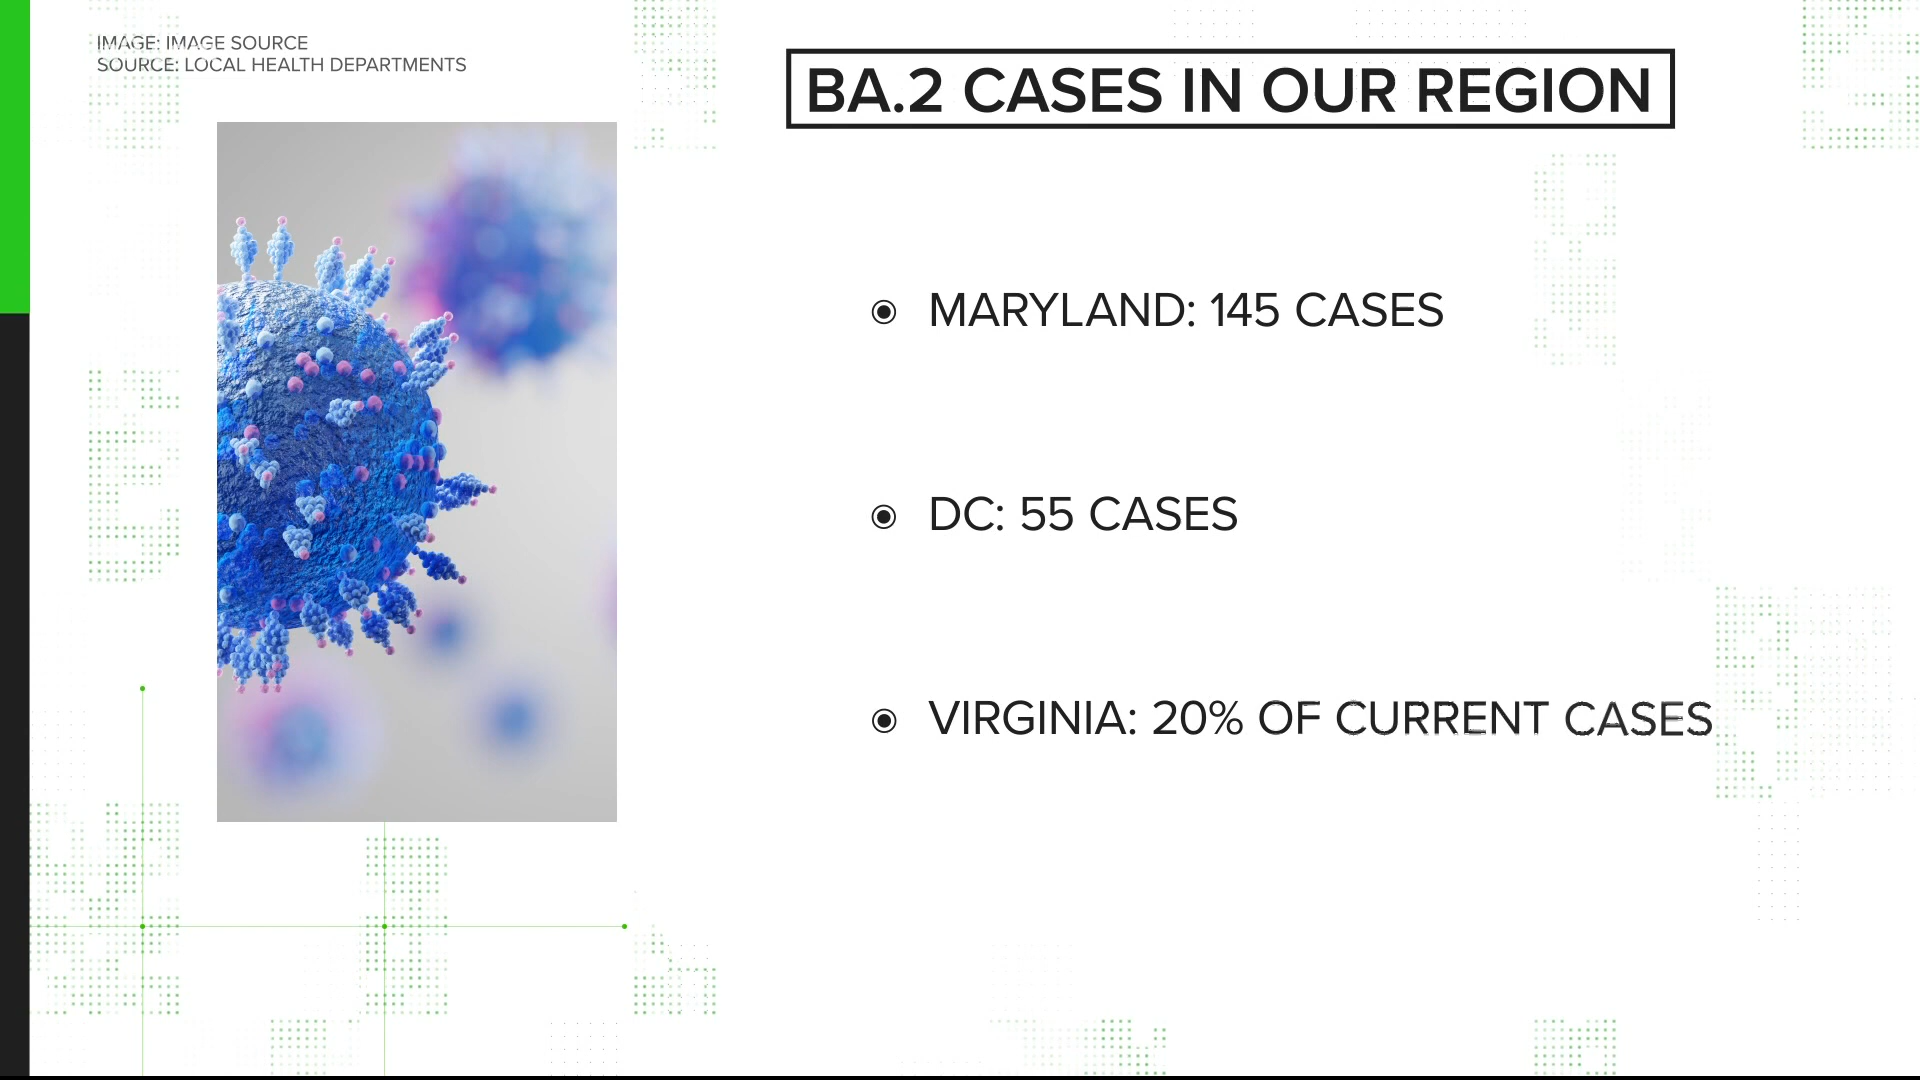 IMAGE: IMAGE SOURCE
SOURCE: LOCAL HEALTH DEPARTMENTS
BA.2 CASES IN OUR REGION
MARYLAND: 145 CASES
DC: 55 CASES
VIRGINIA: 20% OF CURRENT CASES